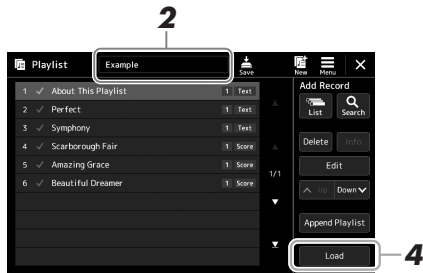 2
Playlist Example Save New Menu
Add Record
1 About This Playlist 1 Text
List Search
2 Perfect 1 Text
3 Symphony 1 Text
Delete Info
4 Scarborough Fair 1 Score
5 Amazing Grace 1 Score
Edit
1/1
6 Beautiful Dreamer 1 Score
Up Down
Append Playlist
Load 4